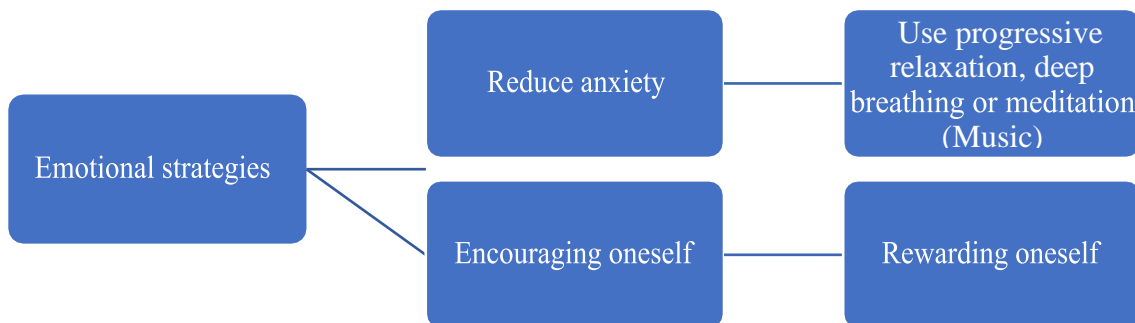 Emotional strategies
Reduce anxiety
Use progressive
relaxation, deep
breathing or meditation
(Music)
Encouraging oneself
Rewarding oneself